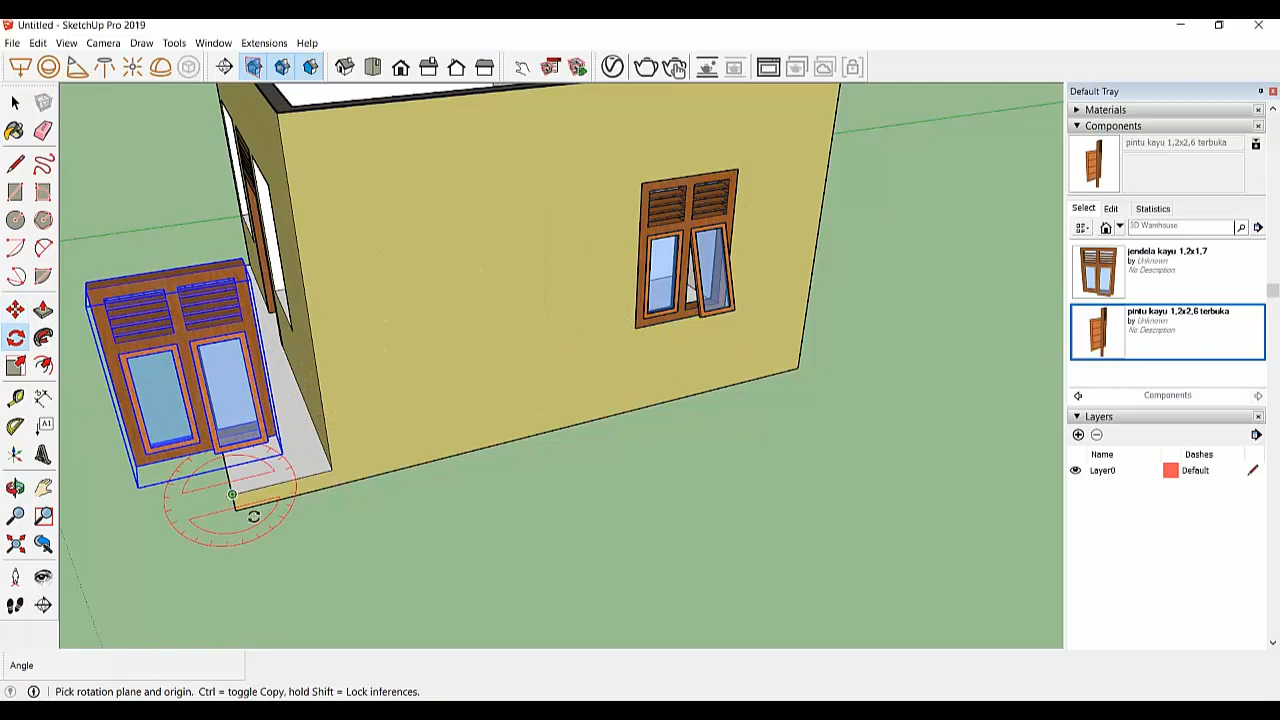 Untitled - SketchUp Pro 2019
File Edit View Camera Draw Tools Window Extensions Help
Default Tray
Materials
Components
pintu kayu 1,2x2,6 terbuka
Select Edit Statistics
3D Warehouse
jendela kayu 1,2x1,7
by Unknown
No Description
pintu kayu 1,2x2,6 terbuka
by Unknown
No Description
Components
Layers
Name Dashes
Layer0 Default
A1
Angle
Pick rotation plane and origin. Ctrl = toggle Copy, hold Shift = Lock inferences.